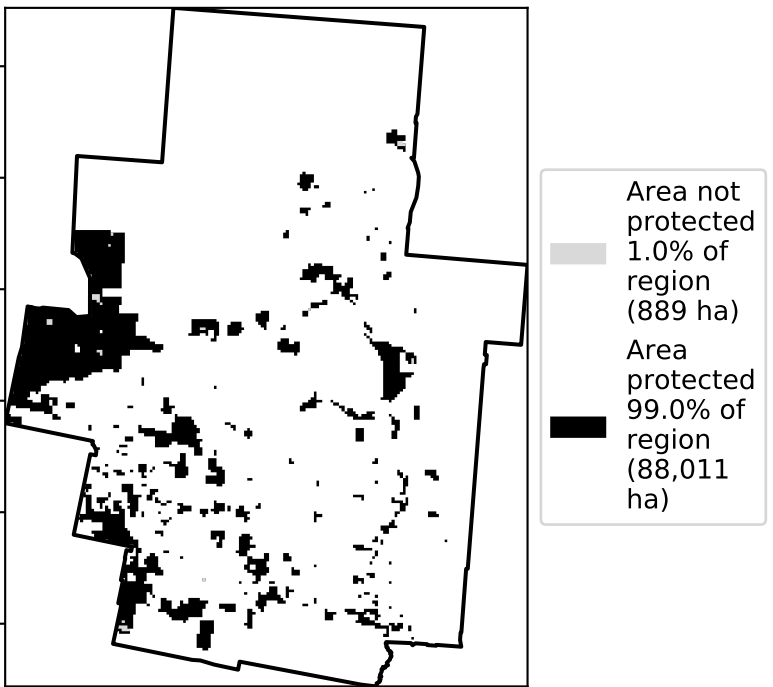 Area not
protected
1.0% of
region
(889 ha)
Area
protected
99.0% of
region
(88,011
ha)